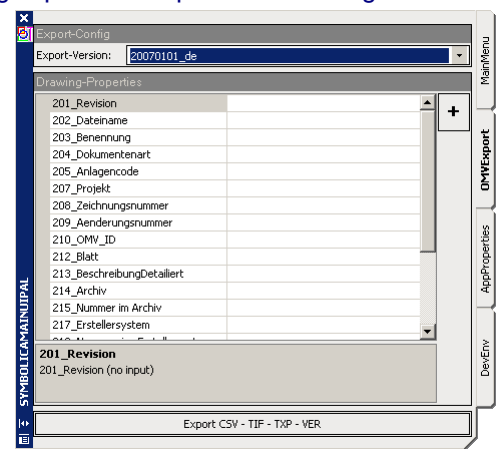 Export-Config
Export-Version: 20070101_de
Drawing-Properties
201_Revision
202_Dateiname
203_Benennung
204_Dokumentenart
205_Anlagencode
207_Projekt
208_Zeichnungsnummer
209_Aenderungsnummer
210_OMV_ID
212_Blatt
213_BeschreibungDetailiert
214_Archiv
215_Nummer im Archiv
217_Erstellersystem
+
201_Revision
201_Revision (no input)
Export CSV - TIF - TXP - VER
SYMBOLICAMAINUIPAL
MainMenu
OMVExport
AppProperties
DevEnv